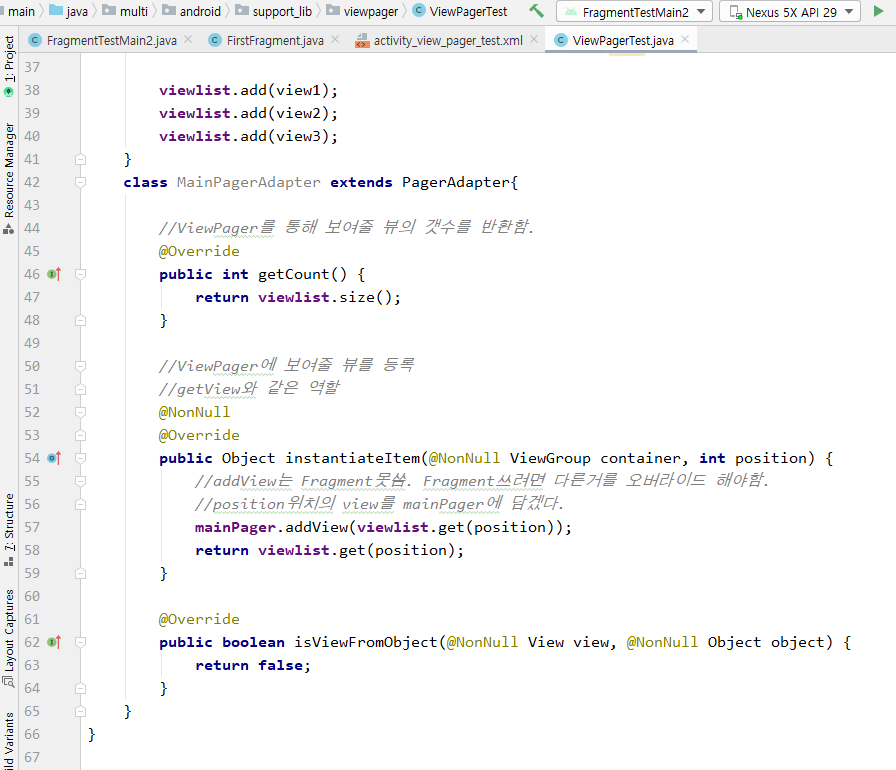 main java multi android support_lib viewpager ViewPagerTest FragmentTestMain2 Nexus 5X API 29
FragmentTestMain2.java FirstFragment.java activity_view_pager_test.xml ViewPagerTest.java
1: Project
Resource Manager
7: Structure
Layout Captures
ild Variants
37
38 viewlist.add(view1);
39 viewlist.add(view2);
40 viewlist.add(view3);
41 }
42 class MainPagerAdapter extends PagerAdapter{
43
44 //ViewPager를 통해 보여줄 뷰의 갯수를 반환함.
45 @Override
46 public int getCount() {
47 return viewlist.size();
48 }
49
50 //ViewPager에 보여줄 뷰를 등록
51 //getView와 같은 역할
52 @NonNull
53 @Override
54 public Object instantiateItem(@NonNull ViewGroup container, int position) {
55 //addView는 Fragment못씀. Fragment쓰려면 다른거를 오버라이드 해야함.
56 //position위치의 view를 mainPager에 담겠다.
57 mainPager.addView(viewlist.get(position));
58 return viewlist.get(position);
59 }
60
61 @Override
62 public boolean isViewFromObject(@NonNull View view, @NonNull Object object) {
63 return false;
64 }
65 }
66 }
67